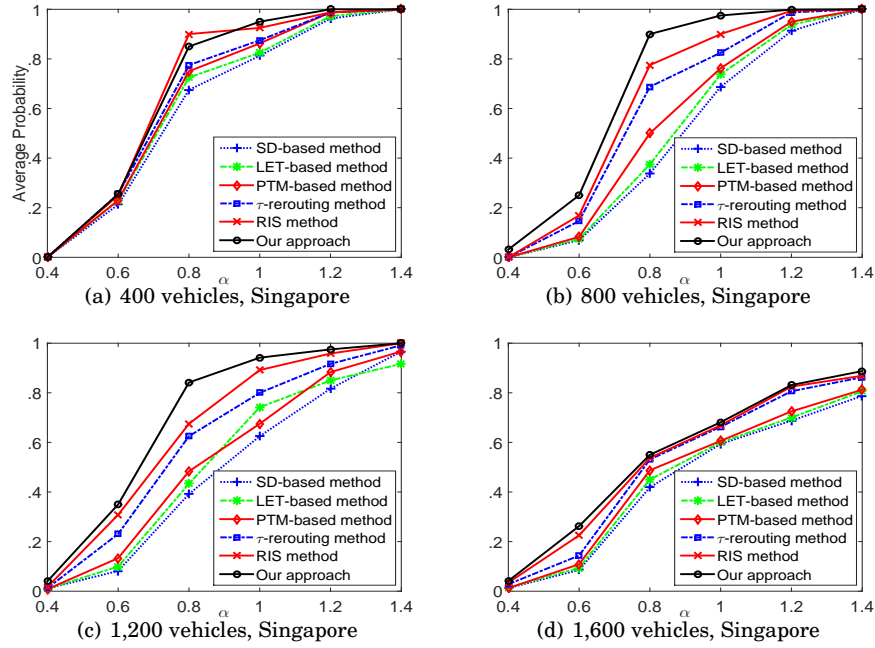 1
.8
.6
.4
.2
0
Average Probability
SD-based method
LET-based method
PTM-based method
τ-rerouting method
RIS method
Our approach
0.4 0.6 0.8 1 1.2 1.4
α
(a) 400 vehicles, Singapore
1
.8
.6
.4
.2
0
SD-based method
LET-based method
PTM-based method
τ-rerouting method
RIS method
Our approach
0.4 0.6 0.8 1 1.2 1.4
α
(b) 800 vehicles, Singapore
1
.8
.6
.4
.2
0
SD-based method
LET-based method
PTM-based method
τ-rerouting method
RIS method
Our approach
0.4 0.6 0.8 1 1.2 1.4
α
(c) 1,200 vehicles, Singapore
1
.8
.6
.4
.2
0
SD-based method
LET-based method
PTM-based method
τ-rerouting method
RIS method
Our approach
0.4 0.6 0.8 1 1.2 1.4
α
(d) 1,600 vehicles, Singapore